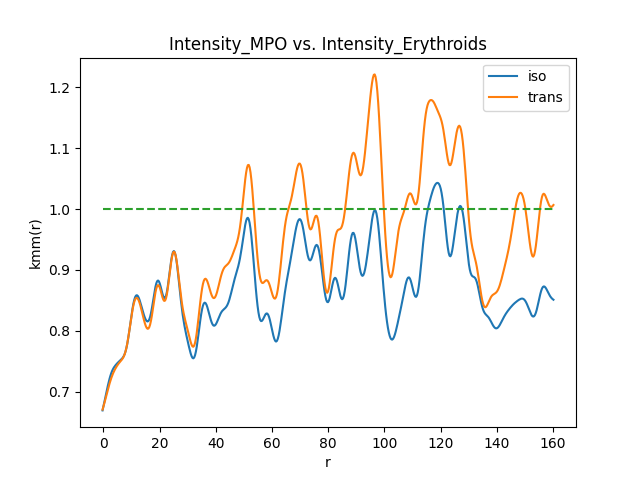 Intensity_MPO vs. Intensity_Erythroids
iso
trans
kmm(r)
1.2
1.1
1.0
0.9
0.8
0.7
0 20 40 60 80 100 120 140 160
r